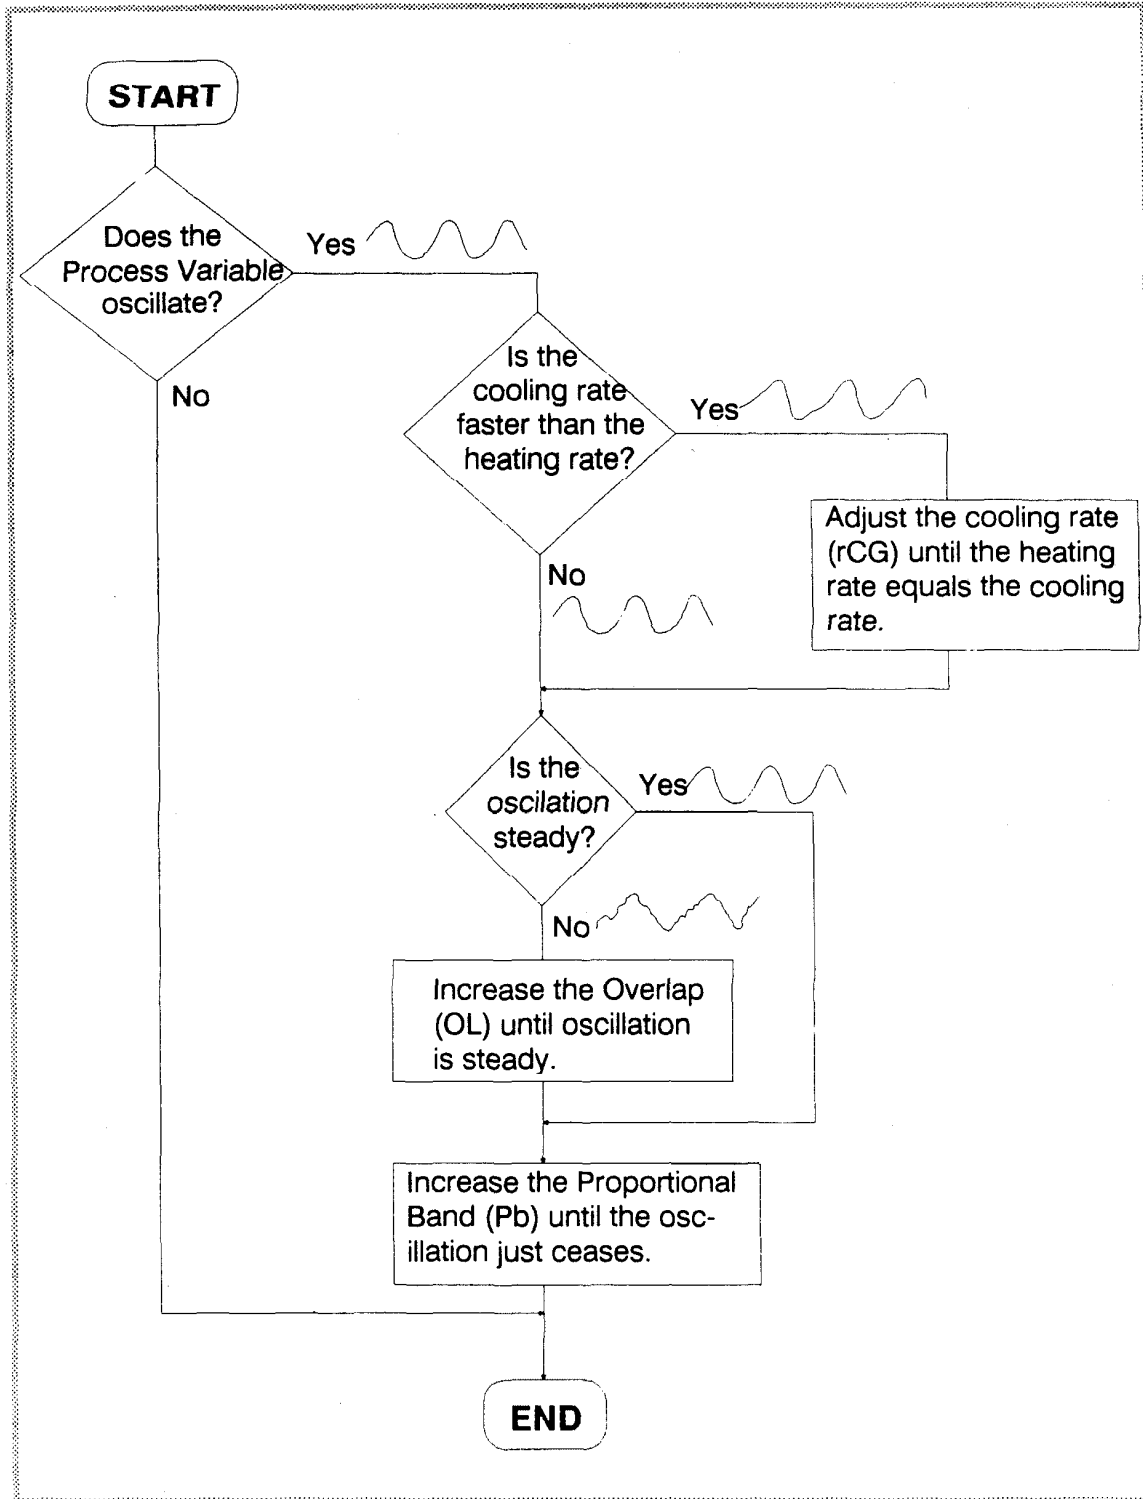 START
Does the
Process Variable
oscillate?
Yes
No
Is the
cooling rate
faster than the
heating rate?
Yes
No
Adjust the cooling rate
(rCG) until the heating
rate equals the cooling
rate.
Is the
oscilation
steady?
Yes
No
Increase the Overlap
(OL) until oscillation
is steady.
Increase the Proportional
Band (Pb) until the osc-
illation just ceases.
END